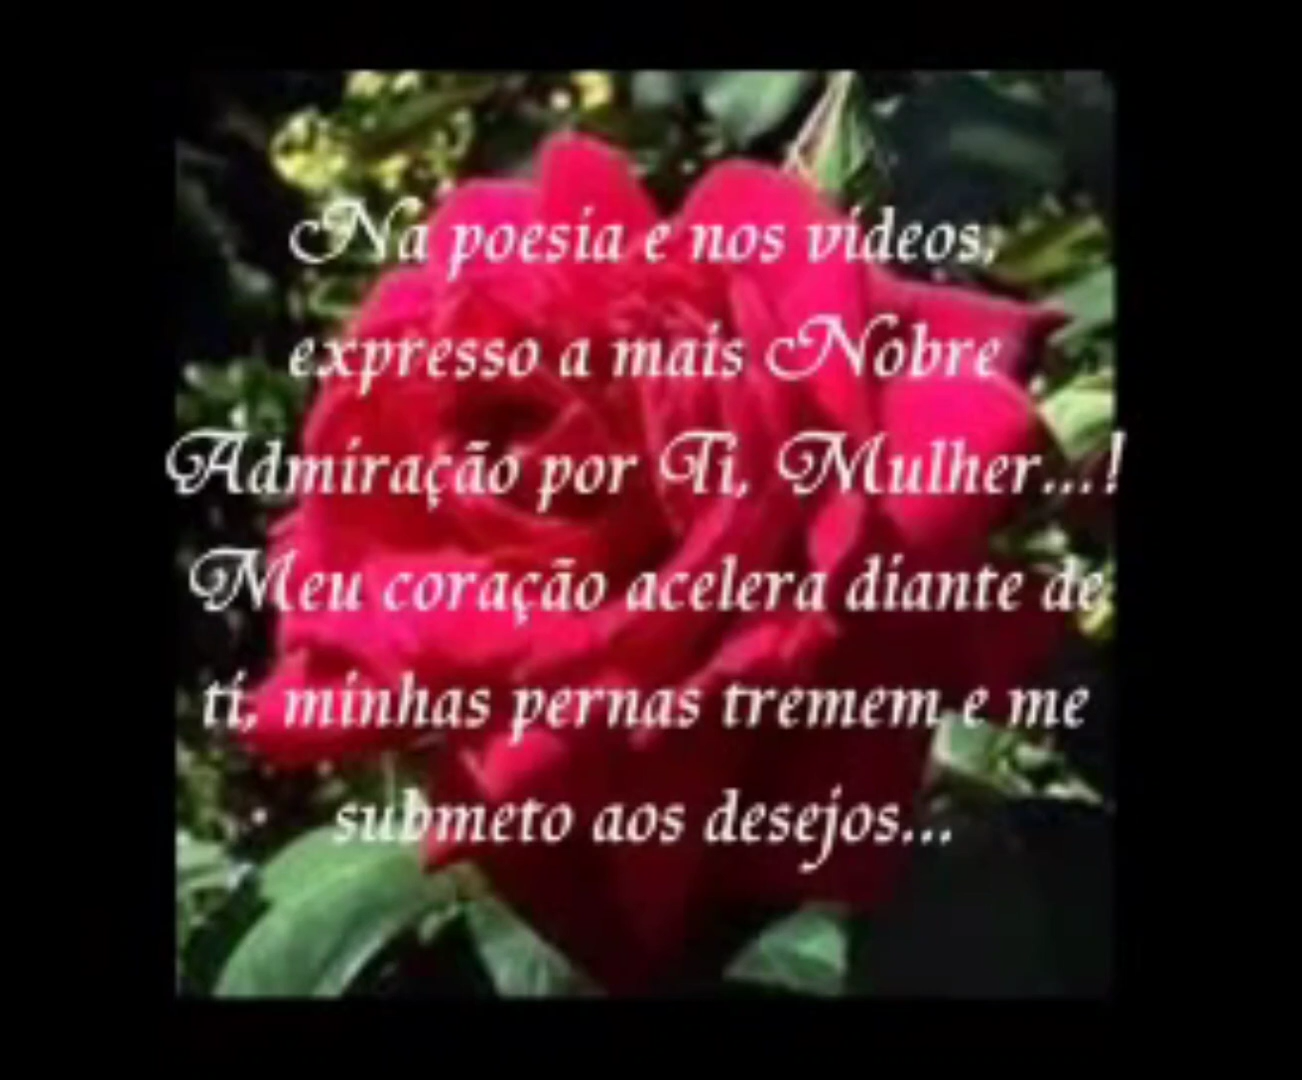 Na poesia e nos vídeos,
expresso a mais Nobre
Admiração por Ti, Mulher...!
Meu coração acelera diante de
ti, minhas pernas tremem e me
submeto aos desejos...